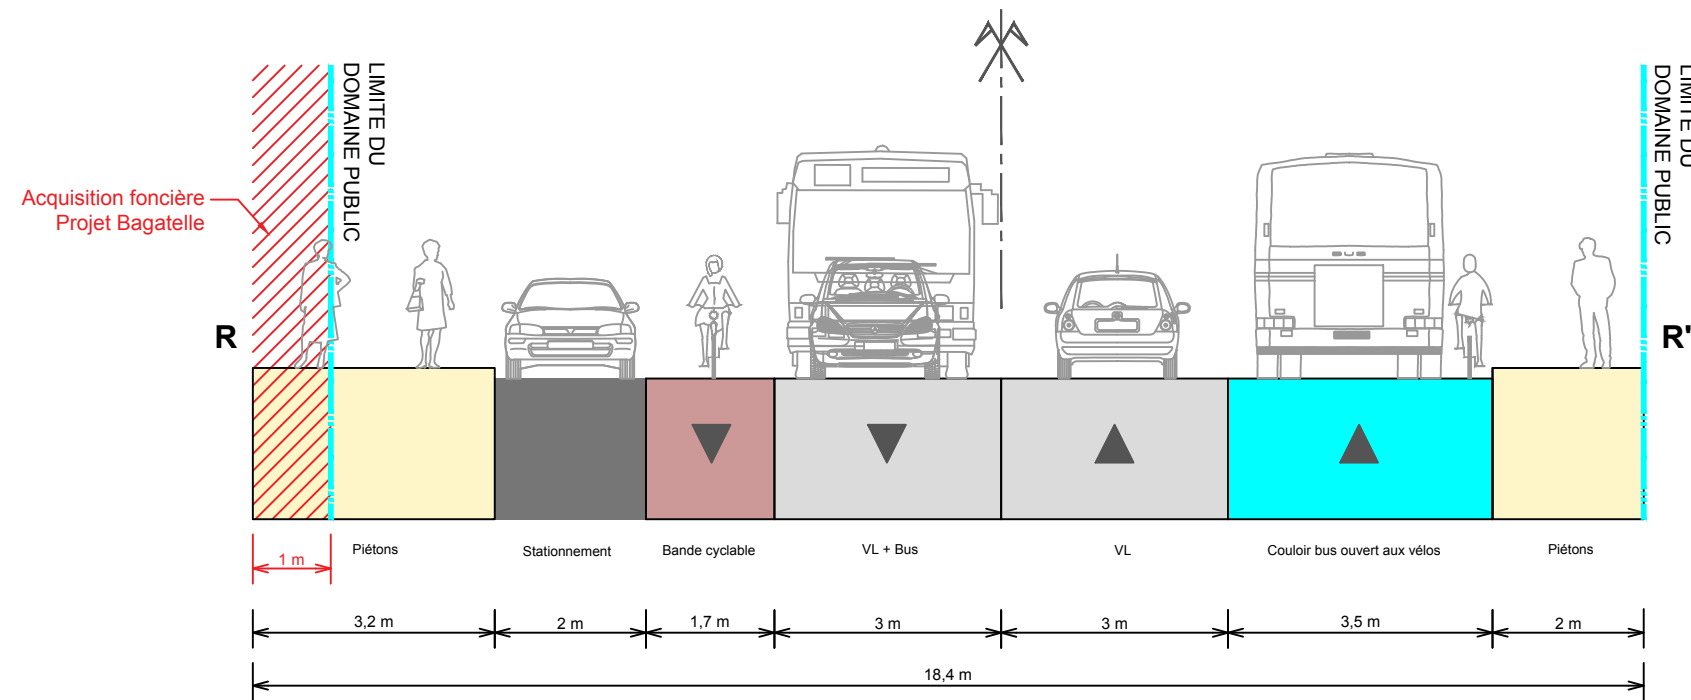 LIMITE DU
DOMAINE PUBLIC
LIMITE DU
DOMAINE PUBLIC
Acquisition foncière
Projet Bagatelle
R
R'
1 m
Piétons
Stationnement
Bande cyclable
VL + Bus
VL
Couloir bus ouvert aux vélos
Piétons
3,2 m
2 m
1,7 m
3 m
3 m
3,5 m
2 m
18,4 m